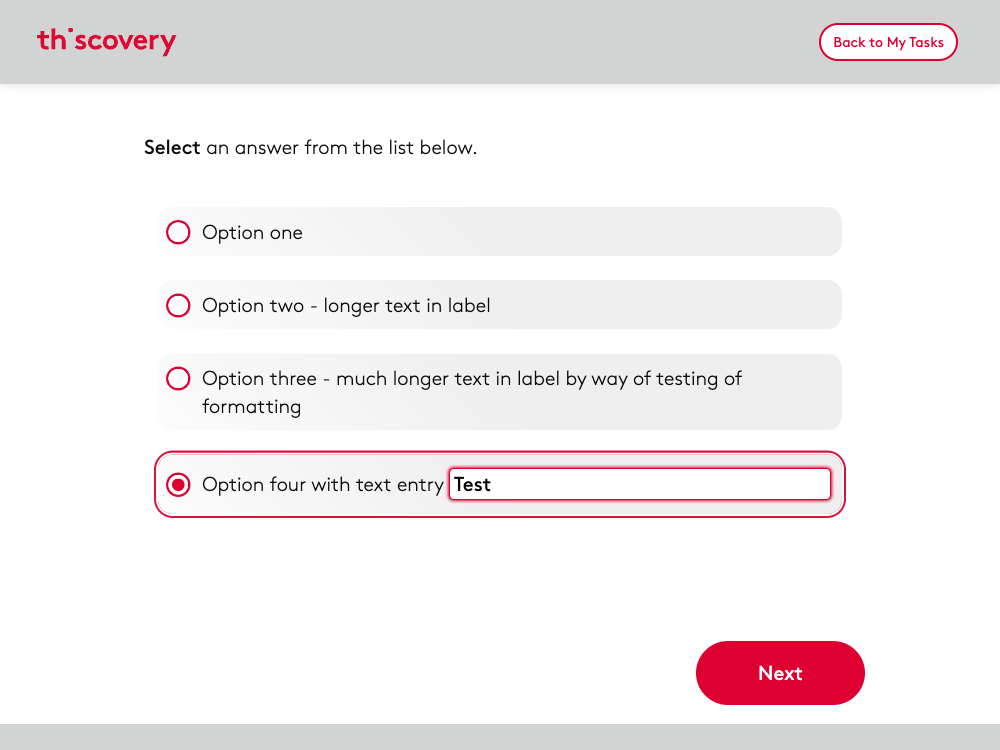 thiscovery
Back to My Tasks
Select an answer from the list below.
Option one
Option two - longer text in label
Option three - much longer text in label by way of testing of
formatting
Option four with text entry Test
Next